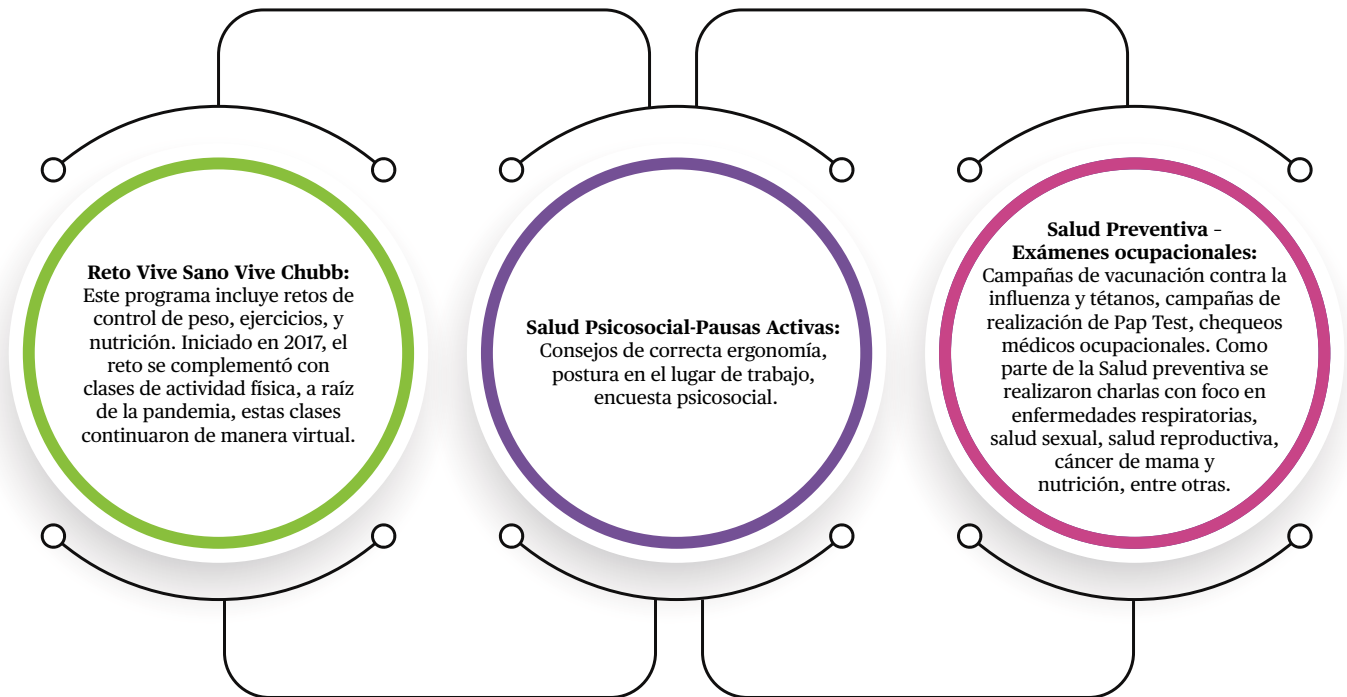 Reto Vive Sano Vive Chubb:
Este programa incluye retos de
control de peso, ejercicios, y
nutrición. Iniciado en 2017, el
reto se complementó con
clases de actividad física, a raíz
de la pandemia, estas clases
continuaron de manera virtual.
Salud Psicosocial-Pausas Activas:
Consejos de correcta ergonomía,
postura en el lugar de trabajo,
encuesta psicosocial.
Salud Preventiva –
Exámenes ocupacionales:
Campañas de vacunación contra la
influenza y tétanos, campañas de
realización de Pap Test, chequeos
médicos ocupacionales. Como
parte de la Salud preventiva se
realizaron charlas con foco en
enfermedades respiratorias,
salud sexual, salud reproductiva,
cáncer de mama y
nutrición, entre otras.